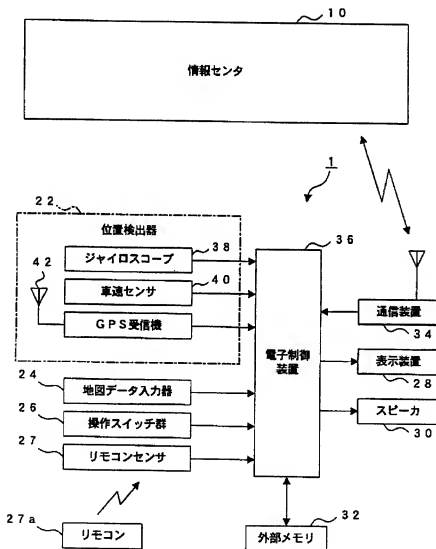 １０
情報センタ
１
２２
位置検出器
３８
ジャイロスコープ
３６
４２
４０
車速センサ
ＧＰＳ受信機
通信装置
３４
電子制御
装置
２４
地図データ入力器
表示装置
２８
２６
操作スイッチ群
スピーカ
３０
２７
リモコンセンサ
２７ａ
リモコン
３２
外部メモリ